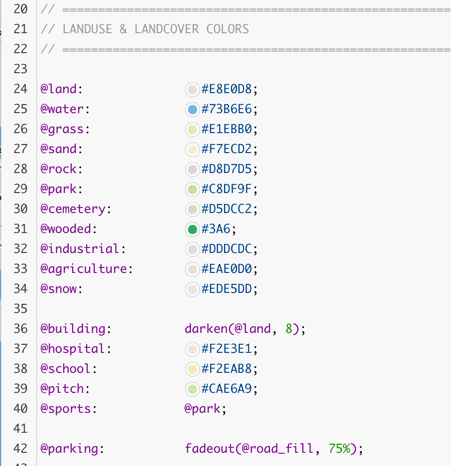 20 // ====================================================
21 // LANDUSE & LANDCOVER COLORS
22 // ====================================================
23
24 @land: #E8E0D8;
25 @water: #73B6E6;
26 @grass: #E1EBB0;
27 @sand: #F7ECD2;
28 @rock: #D8D7D5;
29 @park: #C8DF9F;
30 @cemetery: #D5DCC2;
31 @wooded: #3A6;
32 @industrial: #DDDCDC;
33 @agriculture: #EAE0D0;
34 @snow: #EDE5DD;
35
36 @building: darken(@land, 8);
37 @hospital: #F2E3E1;
38 @school: #F2EAB8;
39 @pitch: #CAE6A9;
40 @sports: @park;
41
42 @parking: fadeout(@road_fill, 75%);